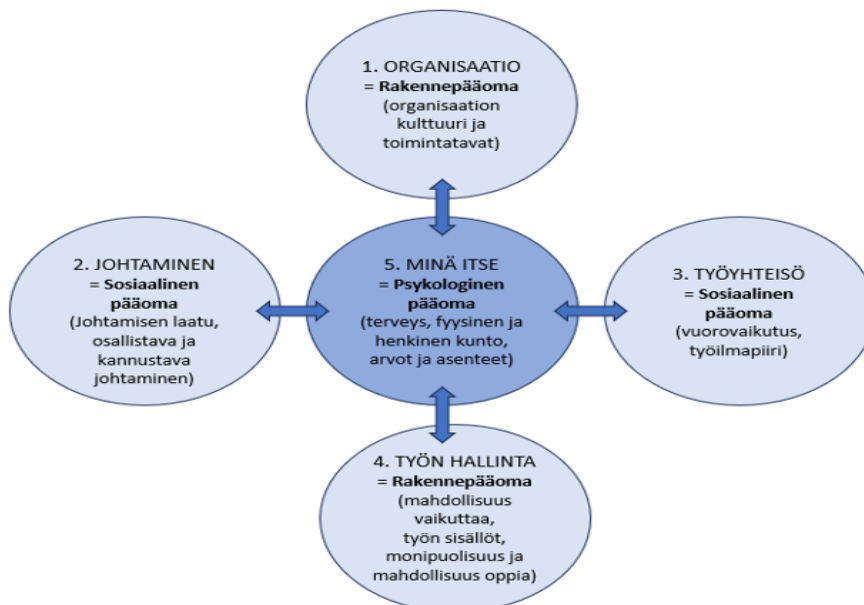 1. ORGANISAATIO
= Rakennepääoma
(organisaation
kulttuuri ja
toimintatavat)
2. JOHTAMINEN
= Sosiaalinen
pääoma
(Johtamisen laatu,
osallistava ja
kannustava
johtaminen)
5. MINÄ ITSE
= Psykologinen
pääoma
(terveys, fyysinen ja
henkinen kunto,
arvot ja asenteet)
3. TYÖYHTEISÖ
= Sosiaalinen
pääoma
(vuorovaikutus,
työilmapiiri)
4. TYÖN HALLINTA
= Rakennepääoma
(mahdollisuus
vaikuttaa,
työn sisällöt,
monipuolisuus ja
mahdollisuus oppia)